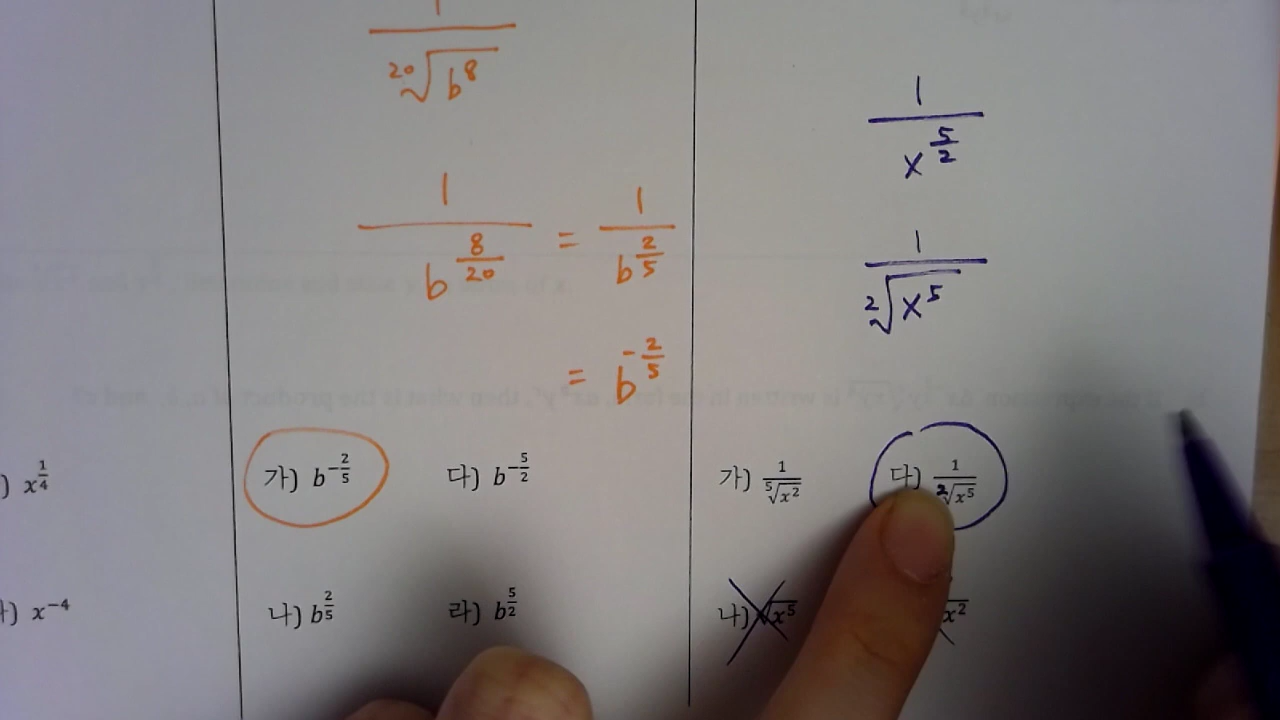 1
20√b⁸
1/b^(8/20) = 1/b^(2/5)
= b^(-2/5)
1/x^(5/2)
1/²√x⁵
) x^(1/4)
가) b^(-2/5) 다) b^(-5/2)
가) 1/⁵√x² 다) 1/²√x⁵
) x⁻⁴
나) b^(2/5) 라) b^(5/2)
나) √x⁵ x²